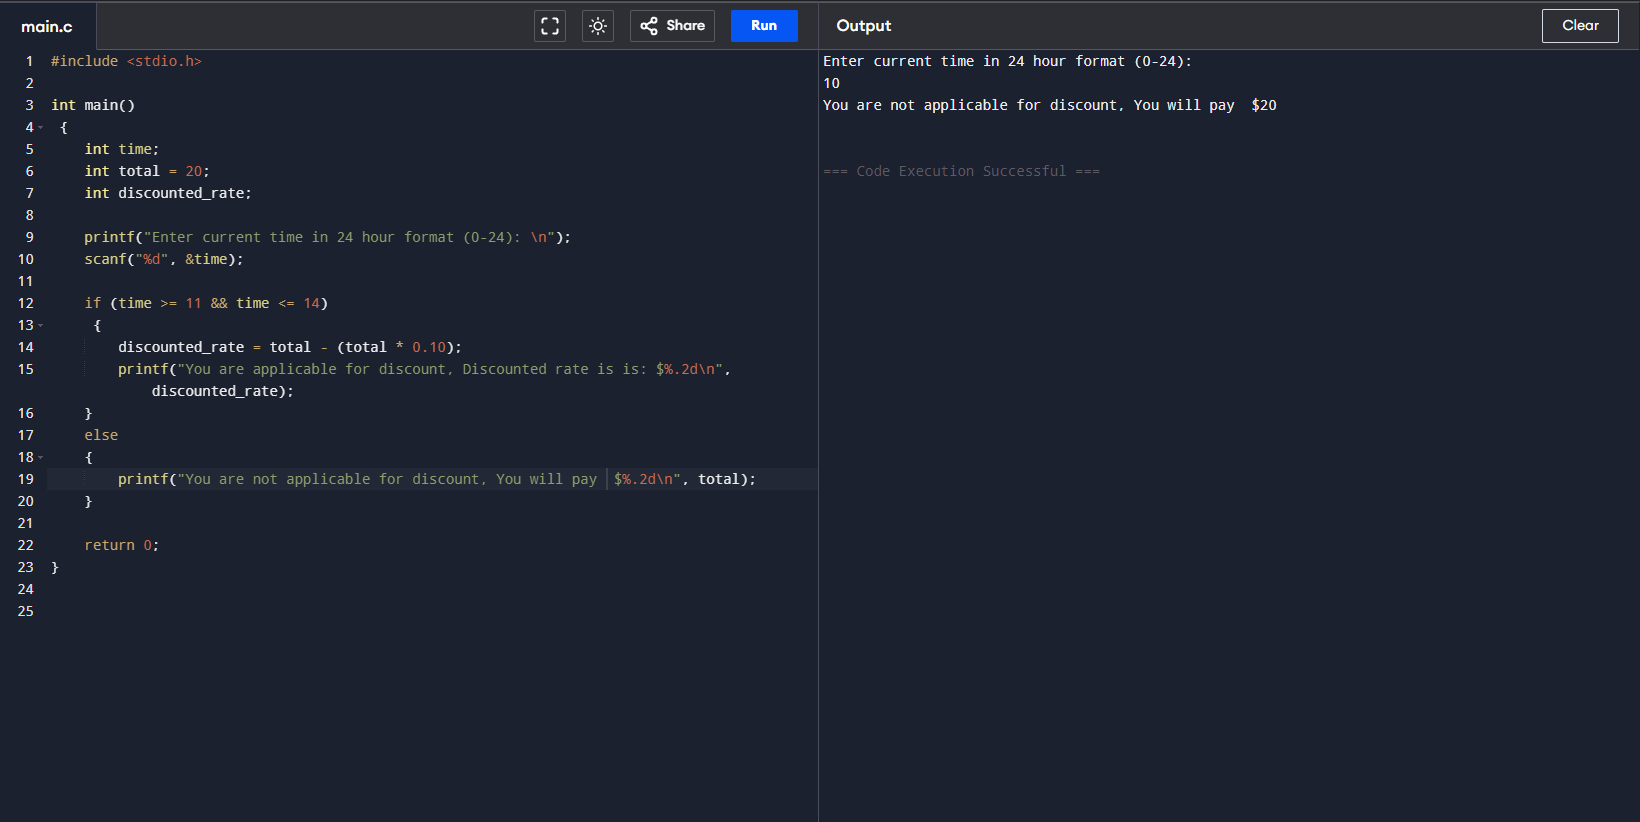 main.c
Share
Run
Output
Clear
1 #include <stdio.h>
2
3 int main()
4 {
5 int time;
6 int total = 20;
7 int discounted_rate;
8
9 printf("Enter current time in 24 hour format (0-24): \n");
10 scanf("%d", &time);
11
12 if (time >= 11 && time <= 14)
13 {
14 discounted_rate = total - (total * 0.10);
15 printf("You are applicable for discount, Discounted rate is is: $%.2d\n",
discounted_rate);
16 }
17 else
18 {
19 printf("You are not applicable for discount, You will pay  $%.2d\n", total);
20 }
21
22 return 0;
23 }
24
25
Enter current time in 24 hour format (0-24):
10
You are not applicable for discount, You will pay  $20
=== Code Execution Successful ===